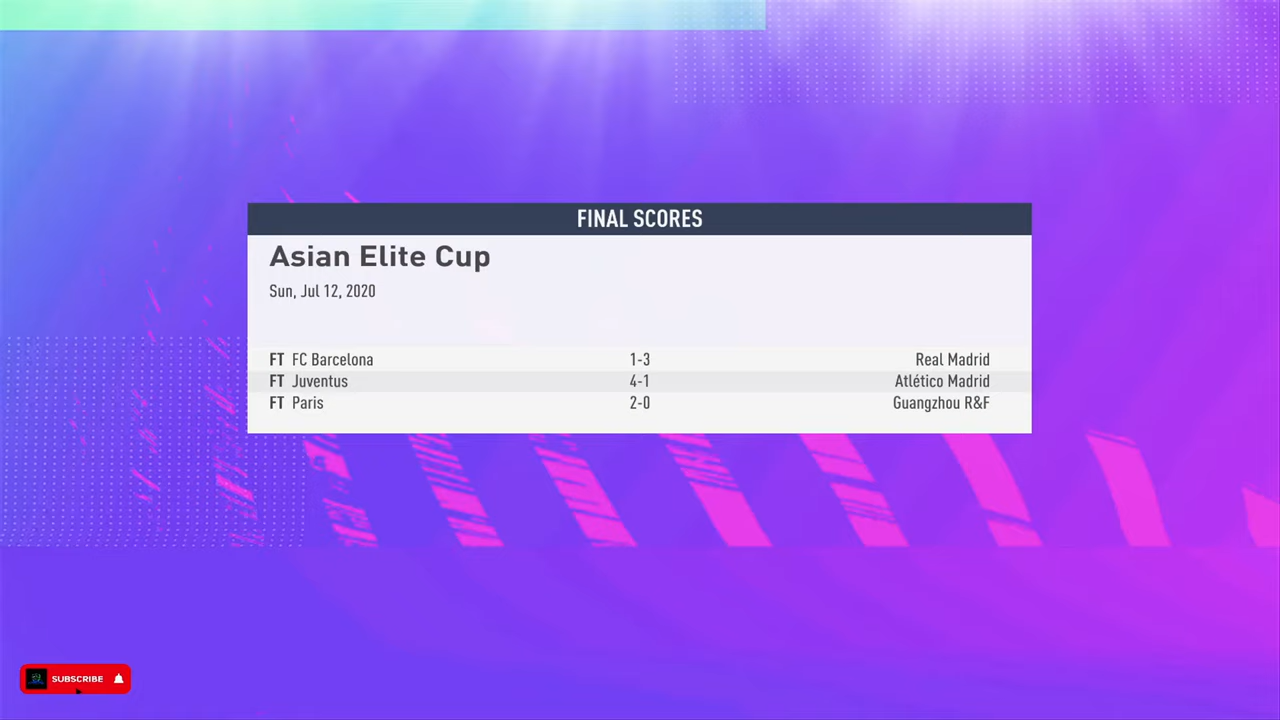 FINAL SCORES
Asian Elite Cup
Sun, Jul 12, 2020
FT FC Barcelona 1-3 Real Madrid
FT Juventus 4-1 Atlético Madrid
FT Paris 2-0 Guangzhou R&F
SUBSCRIBE